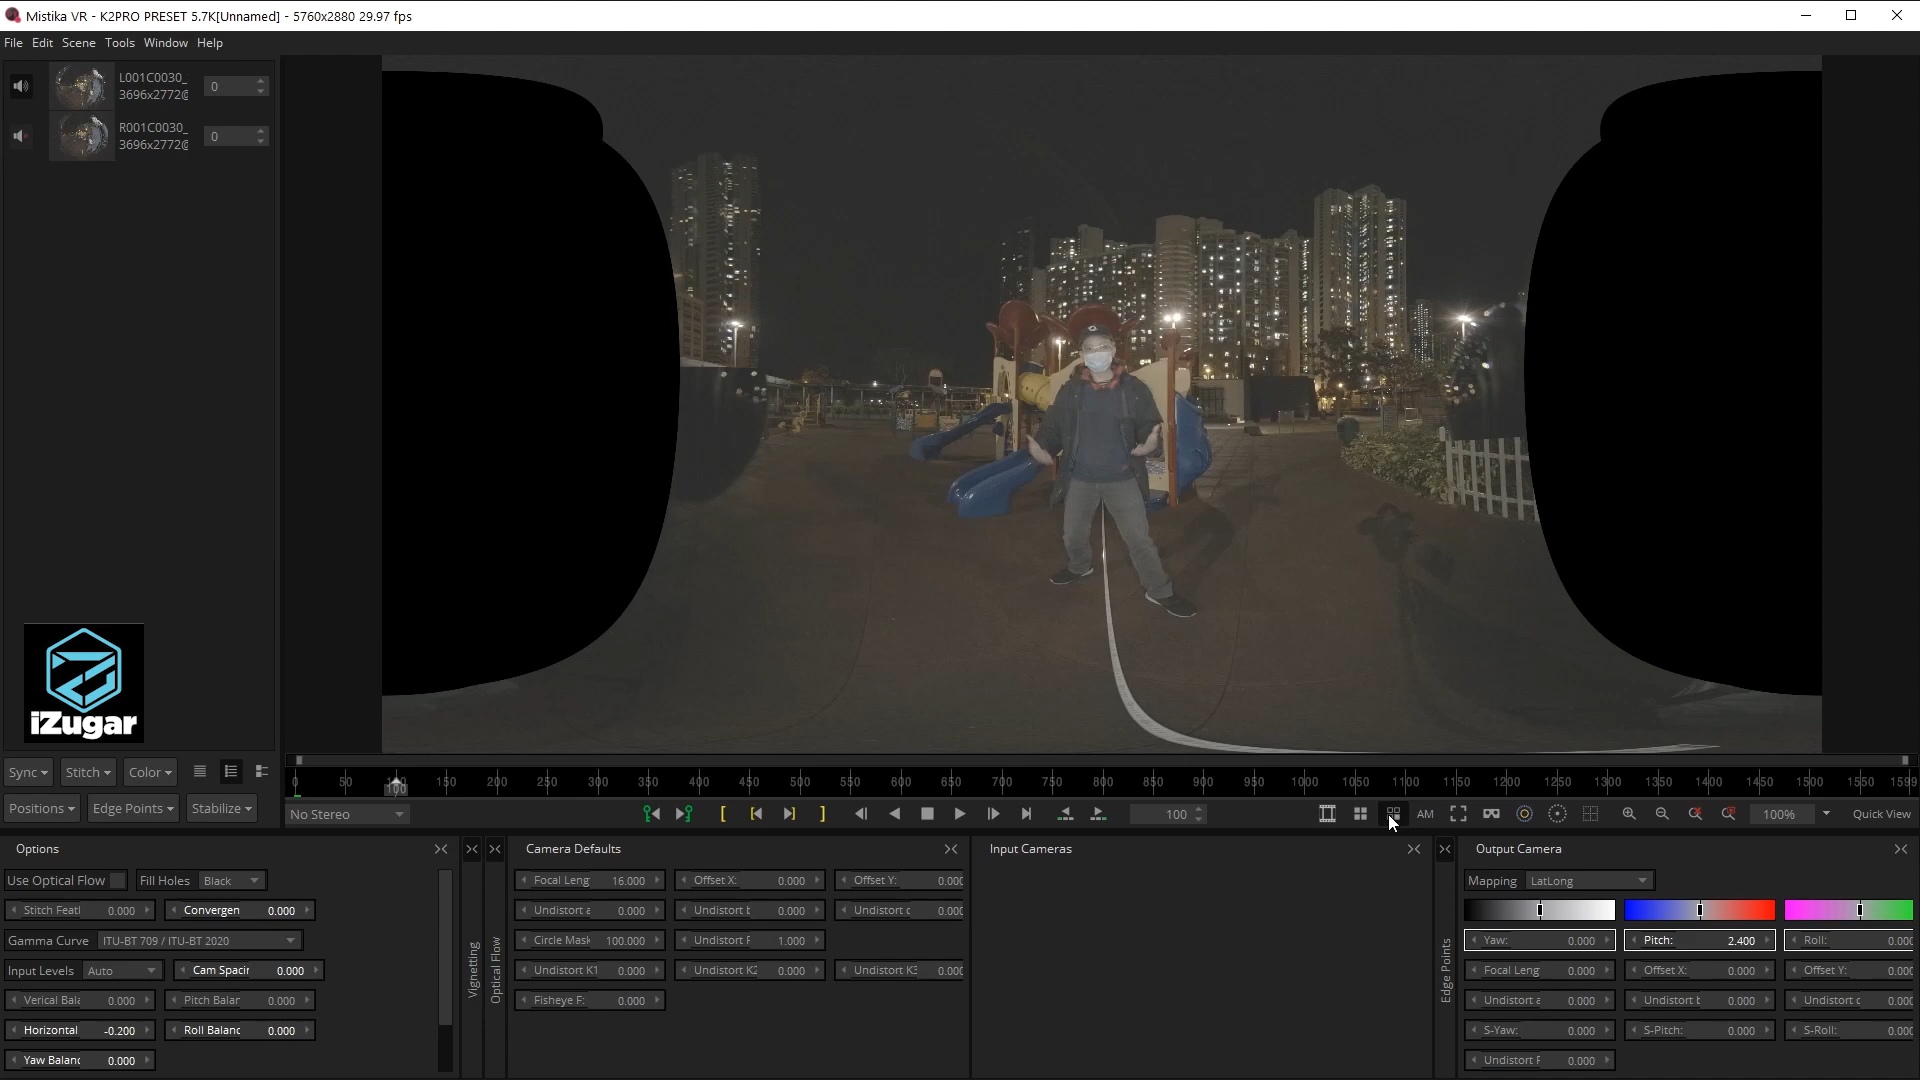 Mistika VR - K2PRO PRESET 5.7K[Unnamed] - 5760x2880 29.97 fps
File Edit Scene Tools Window Help
L001C0030_
3696x2772@
0
R001C0030_
3696x2772@
0
iZugar
Sync Stitch Color
Positions Edge Points Stabilize
0 50 100 150 200 250 300 350 400 450 500 550 600 650 700 750 800 850 900 950 1000 1050 1100 1150 1200 1250 1300 1350 1400 1450 1500 1550 1599
No Stereo 100 AM 100% Quick View
Options
Use Optical Flow Fill Holes Black
Stitch Featl 0.000 Convergen 0.000
Gamma Curve ITU-BT 709 / ITU-BT 2020
Input Levels Auto Cam Spacir 0.000
Verical Bala 0.000 Pitch Balar 0.000
Horizontal -0.200 Roll Balanc 0.000
Yaw Balanc 0.000
Vignetting
Optical Flow
Camera Defaults
Focal Leng 16.000 Offset X: 0.000 Offset Y: 0.000
Undistort a 0.000 Undistort b 0.000 Undistort c 0.000
Circle Mask 100.000 Undistort F 1.000
Undistort K1 0.000 Undistort K2 0.000 Undistort K3 0.000
Fisheye F: 0.000
Input Cameras
Edge Points
Output Camera
Mapping LatLong
Yaw: 0.000 Pitch: 2.400 Roll: 0.000
Focal Leng 0.000 Offset X: 0.000 Offset Y: 0.000
Undistort a 0.000 Undistort b 0.000 Undistort c 0.000
S-Yaw: 0.000 S-Pitch: 0.000 S-Roll: 0.000
Undistort F 0.000